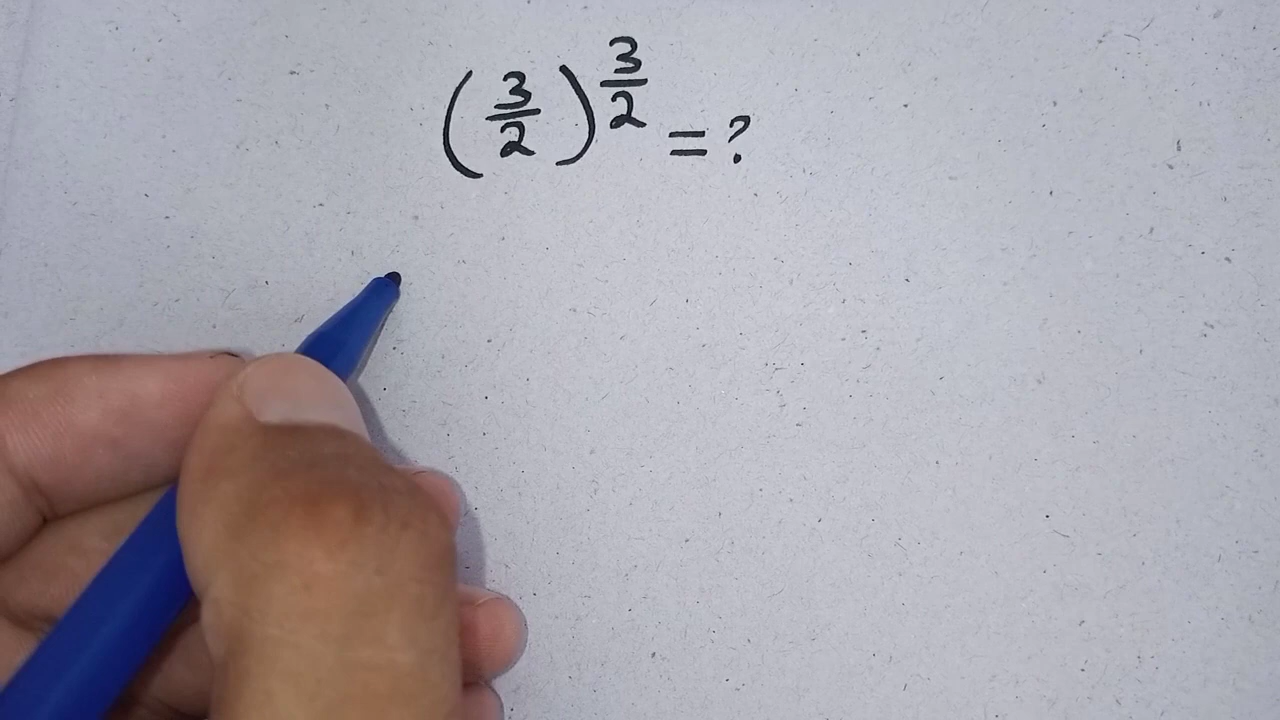 (3/2)^(3/2) = ?